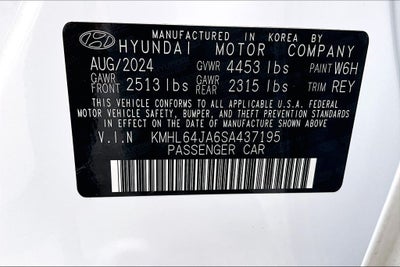 MANUFACTURED IN KOREA BY
HYUNDAI MOTOR COMPANY
AUG/2024 GVWR 4453 lbs PAINT W6H
GAWR FRONT 2513 lbs GAWR REAR 2315 lbs TRIM REY
THIS VEHICLE CONFORMS TO ALL APPLICABLE U.S.A. FEDERAL
MOTOR VEHICLE SAFETY, BUMPER, AND THEFT PREVENTION
STANDARDS IN EFFECT ON THE DATE OF MANUFACTURE SHOWN ABOVE.
V.I.N KMHL64JA6SA437195
PASSENGER CAR